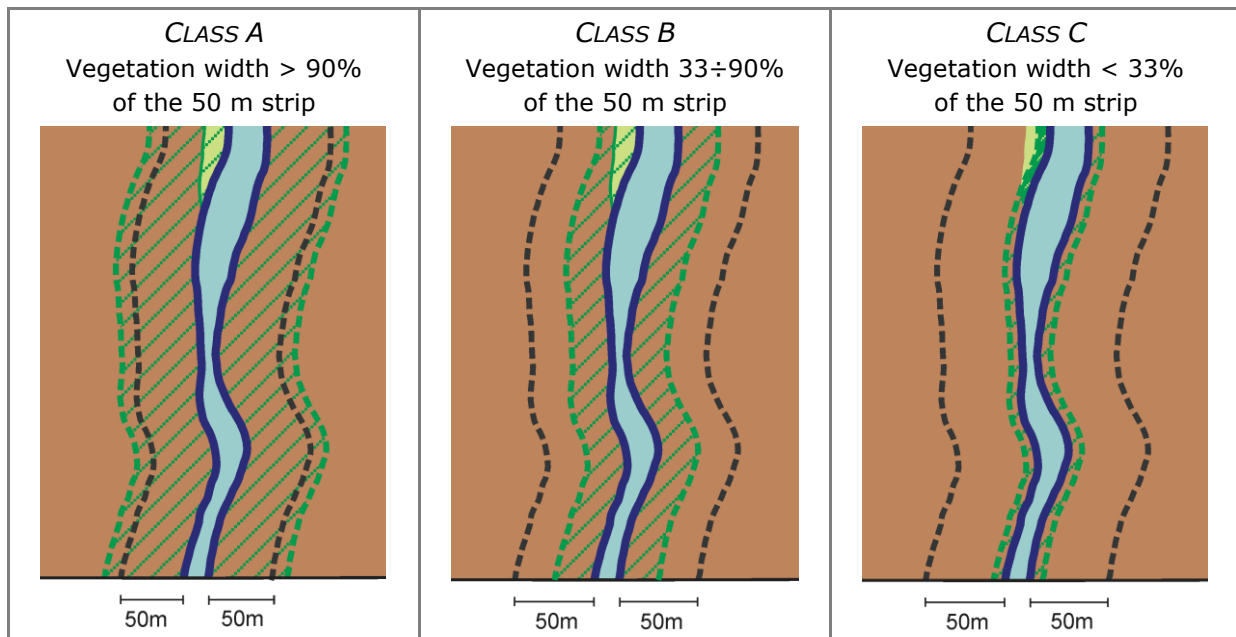 CLASS A
Vegetation width > 90%
of the 50 m strip
50m 50m
CLASS B
Vegetation width 33÷90%
of the 50 m strip
50m 50m
CLASS C
Vegetation width < 33%
of the 50 m strip
50m 50m